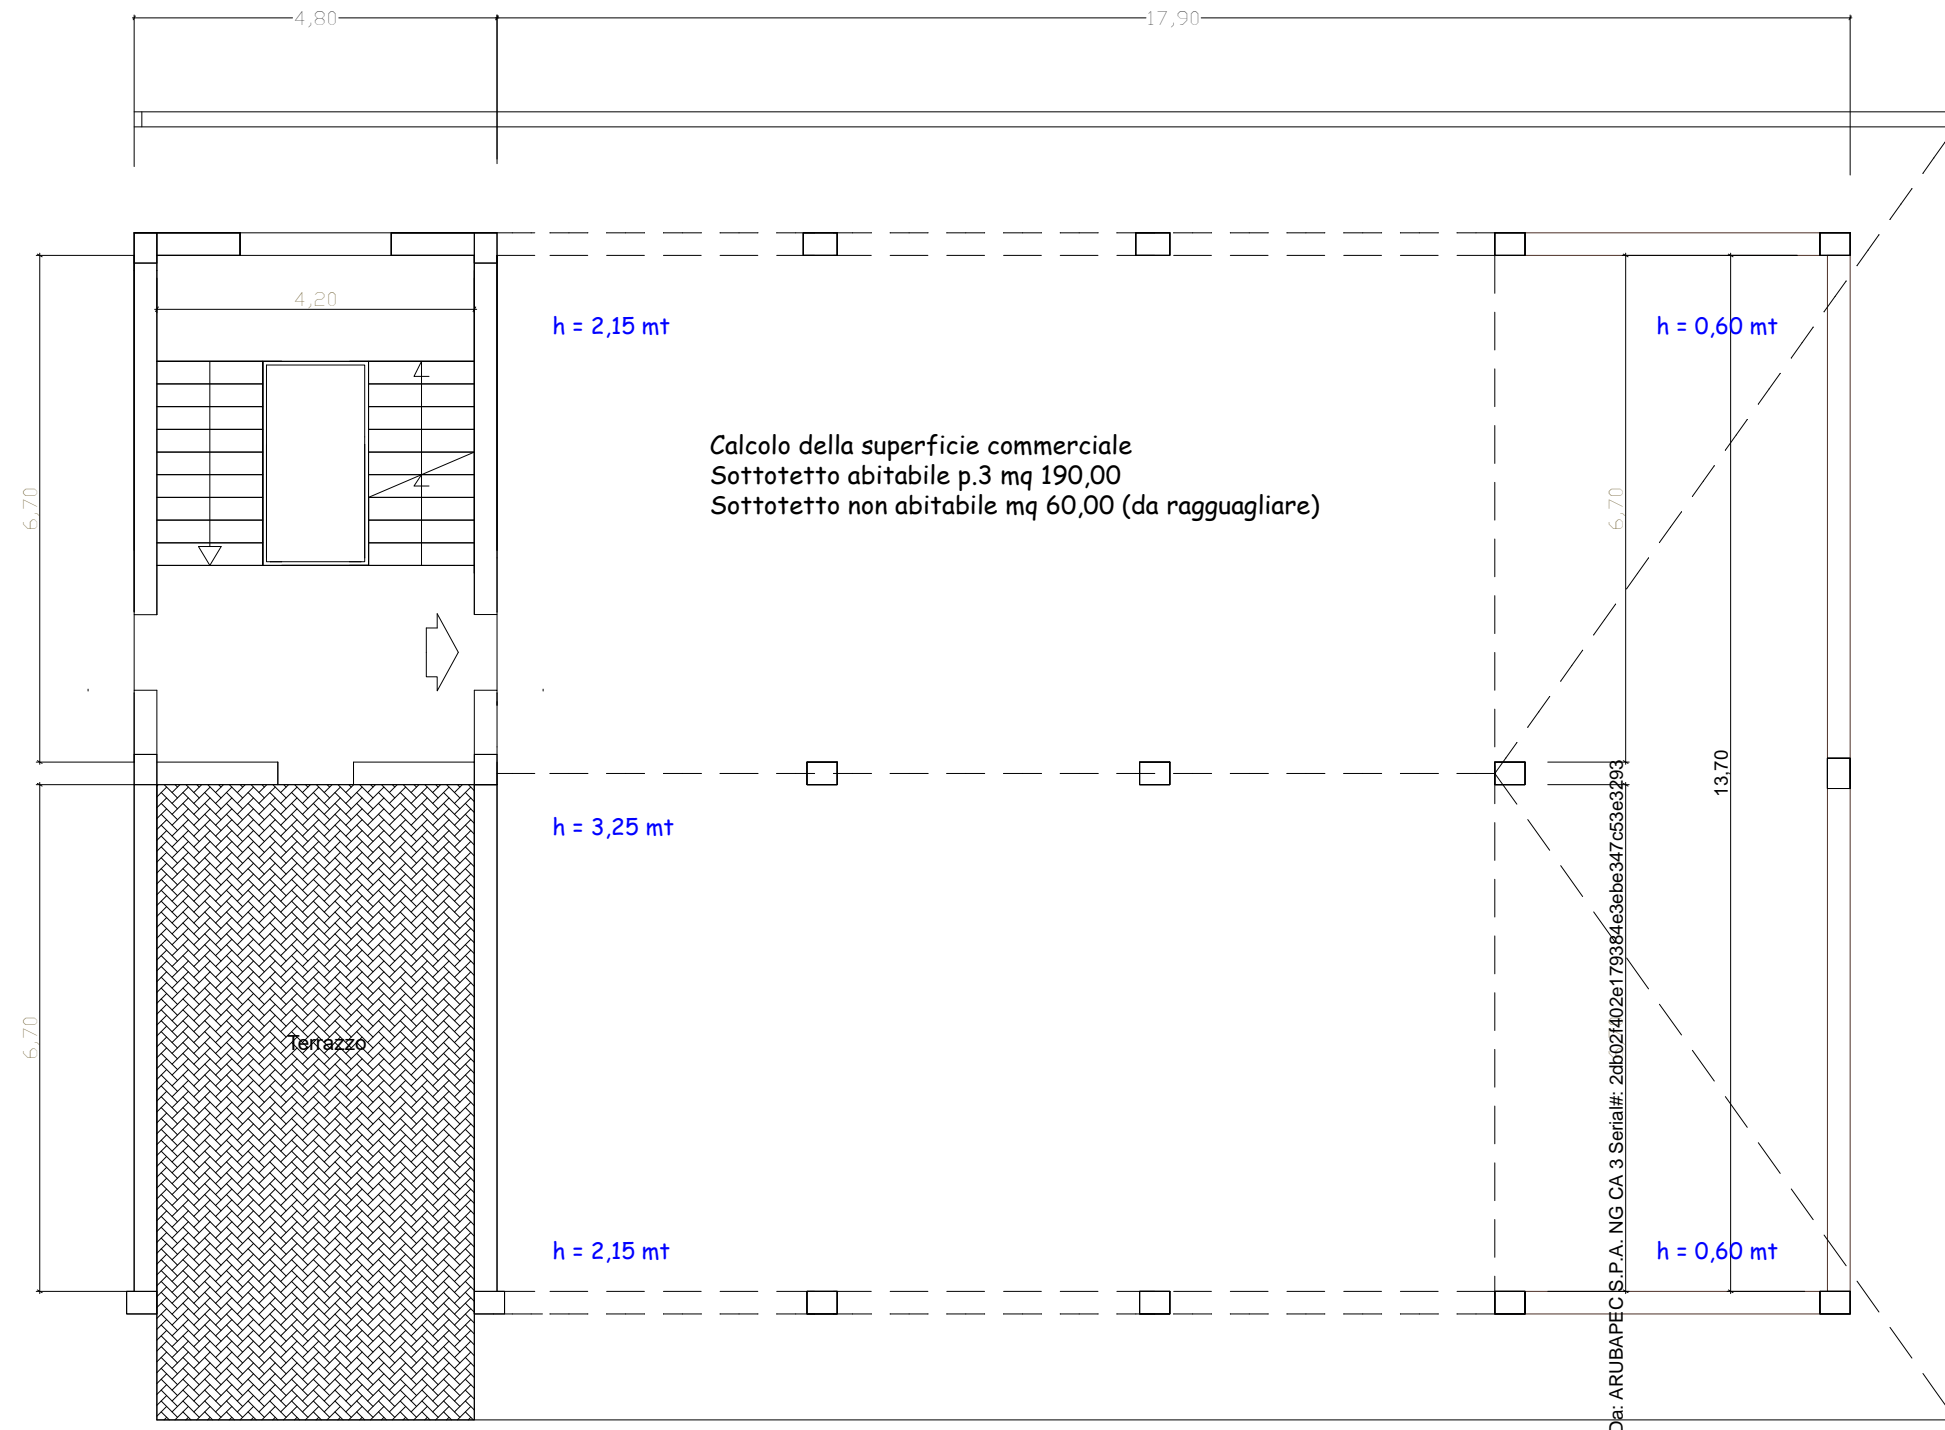 4,80
17,90
4,20
h = 2,15 mt
h = 0,60 mt
Calcolo della superficie commerciale
Sottotetto abitabile p.3 mq 190,00
Sottotetto non abitabile mq 60,00 (da ragguagliare)
6,70
6,70
13,70
h = 3,25 mt
6,70
Terrazzo
h = 2,15 mt
h = 0,60 mt
Da: ARUBAPEC S.P.A. NG CA 3 Serial#: 2db02f402e179384e3ebe347c53e3293